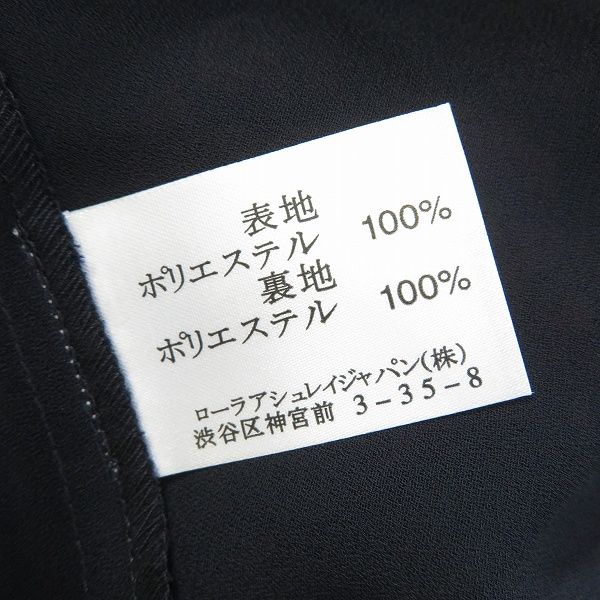 表地
ポリエステル 100%
裏地
ポリエステル 100%
ローラアシュレイジャパン(株)
渋谷区神宮前 3-35-8